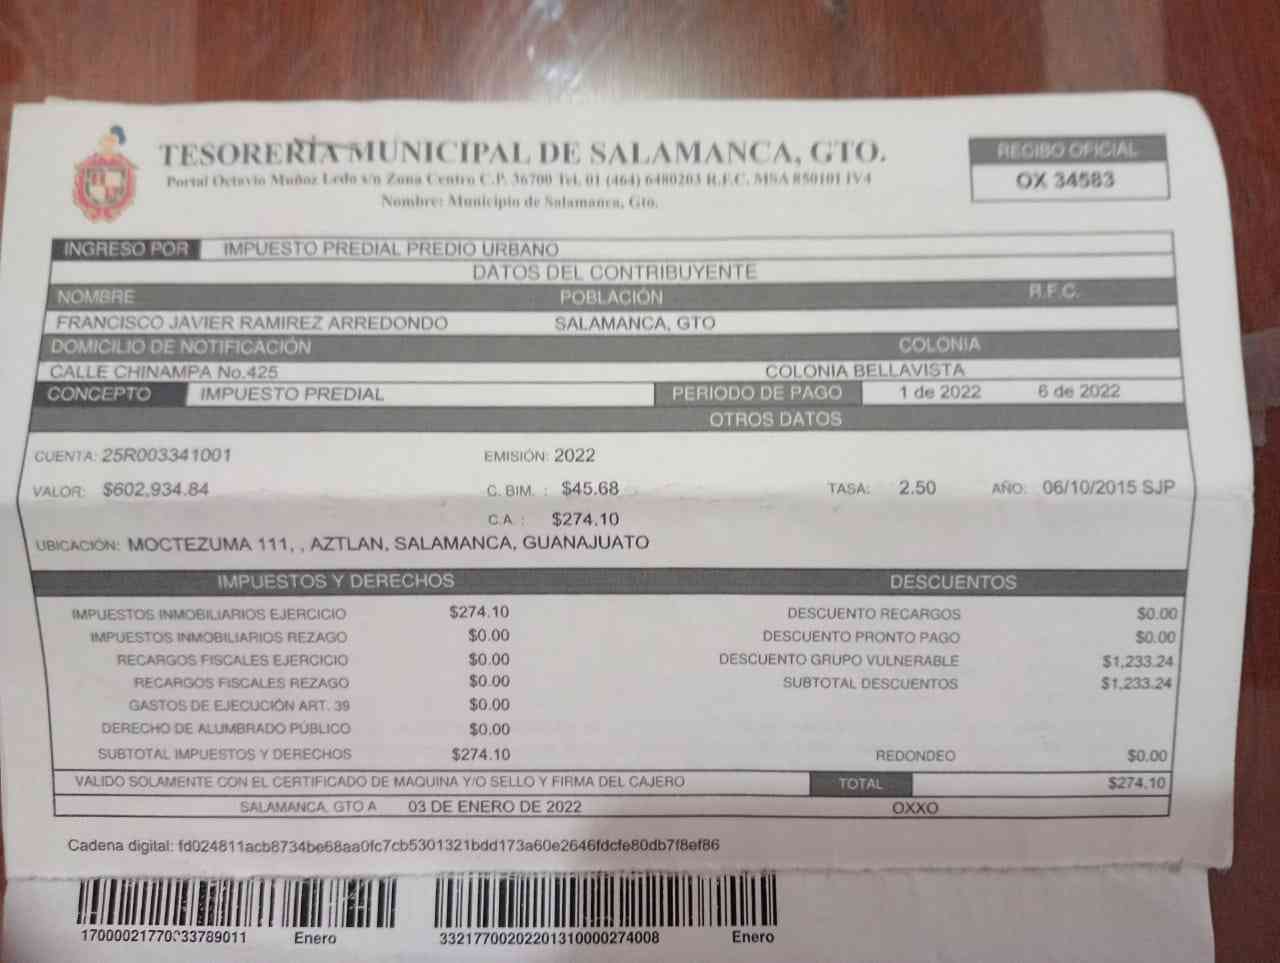 TESORERÍA MUNICIPAL DE SALAMANCA, GTO.
Portal Octavio Muñoz Ledo s/n Zona Centro C.P. 36700 Tel. 01 (464) 6480203 R.F.C. MSA 850101 IV4
Nombre: Municipio de Salamanca, Gto.
RECIBO OFICIAL
OX 34583
INGRESO POR IMPUESTO PREDIAL PREDIO URBANO
DATOS DEL CONTRIBUYENTE
NOMBRE POBLACIÓN R.F.C.
FRANCISCO JAVIER RAMIREZ ARREDONDO SALAMANCA, GTO
DOMICILIO DE NOTIFICACIÓN COLONIA
CALLE CHINAMPA No.425 COLONIA BELLAVISTA
CONCEPTO IMPUESTO PREDIAL PERIODO DE PAGO 1 de 2022 6 de 2022
OTROS DATOS
CUENTA: 25R003341001 EMISIÓN: 2022
VALOR: $602,934.84 C. BIM. : $45.68 TASA: 2.50 AÑO: 06/10/2015 SJP
C.A. : $274.10
UBICACIÓN: MOCTEZUMA 111, , AZTLAN, SALAMANCA, GUANAJUATO
IMPUESTOS Y DERECHOS DESCUENTOS
IMPUESTOS INMOBILIARIOS EJERCICIO $274.10 DESCUENTO RECARGOS $0.00
IMPUESTOS INMOBILIARIOS REZAGO $0.00 DESCUENTO PRONTO PAGO $0.00
RECARGOS FISCALES EJERCICIO $0.00 DESCUENTO GRUPO VULNERABLE $1,233.24
RECARGOS FISCALES REZAGO $0.00 SUBTOTAL DESCUENTOS $1,233.24
GASTOS DE EJECUCIÓN ART. 39 $0.00
DERECHO DE ALUMBRADO PÚBLICO $0.00
SUBTOTAL IMPUESTOS Y DERECHOS $274.10 REDONDEO $0.00
VALIDO SOLAMENTE CON EL CERTIFICADO DE MAQUINA Y/O SELLO Y FIRMA DEL CAJERO TOTAL $274.10
SALAMANCA, GTO A 03 DE ENERO DE 2022 OXXO
Cadena digital: fd024811acb8734be68aa0fc7cb5301321bdd173a60e2646fdcfe80db7f8ef86
Enero 33217700202201310000274008 Enero